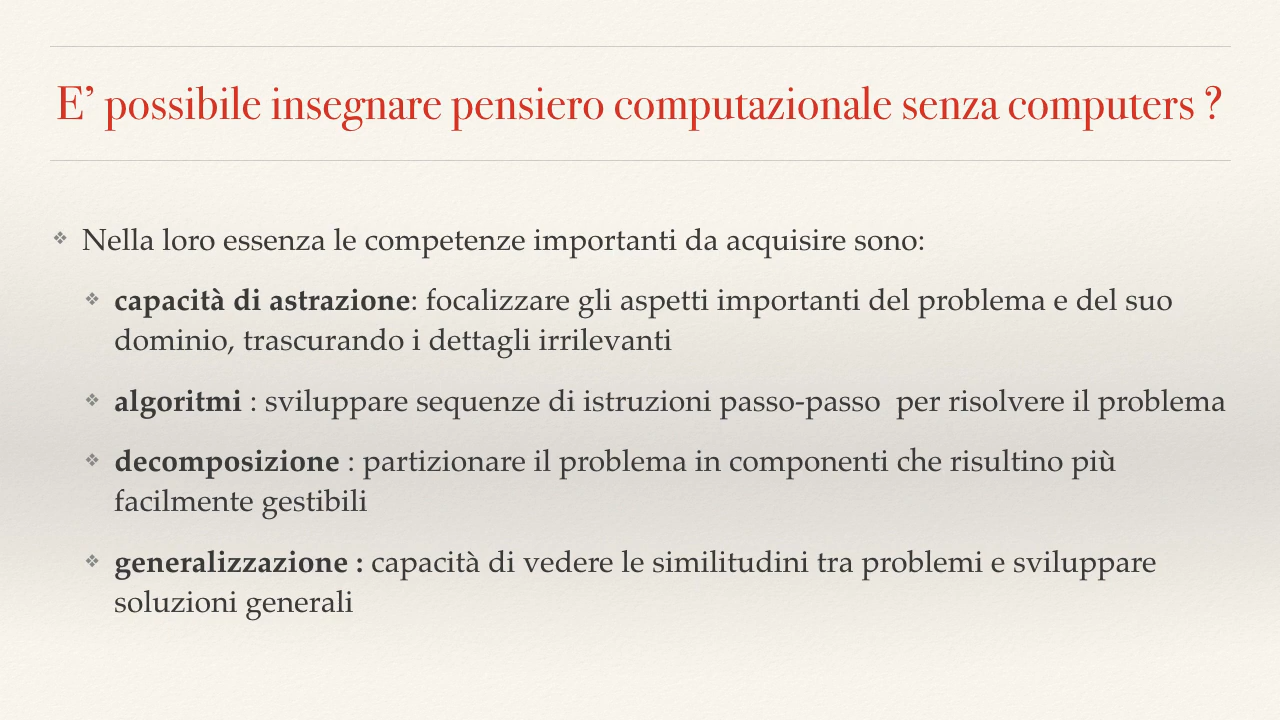 E’ possibile insegnare pensiero computazionale senza computers ?
❖ Nella loro essenza le competenze importanti da acquisire sono:
❖ capacità di astrazione: focalizzare gli aspetti importanti del problema e del suo
dominio, trascurando i dettagli irrilevanti
❖ algoritmi : sviluppare sequenze di istruzioni passo-passo  per risolvere il problema
❖ decomposizione : partizionare il problema in componenti che risultino più
facilmente gestibili
❖ generalizzazione : capacità di vedere le similitudini tra problemi e sviluppare
soluzioni generali